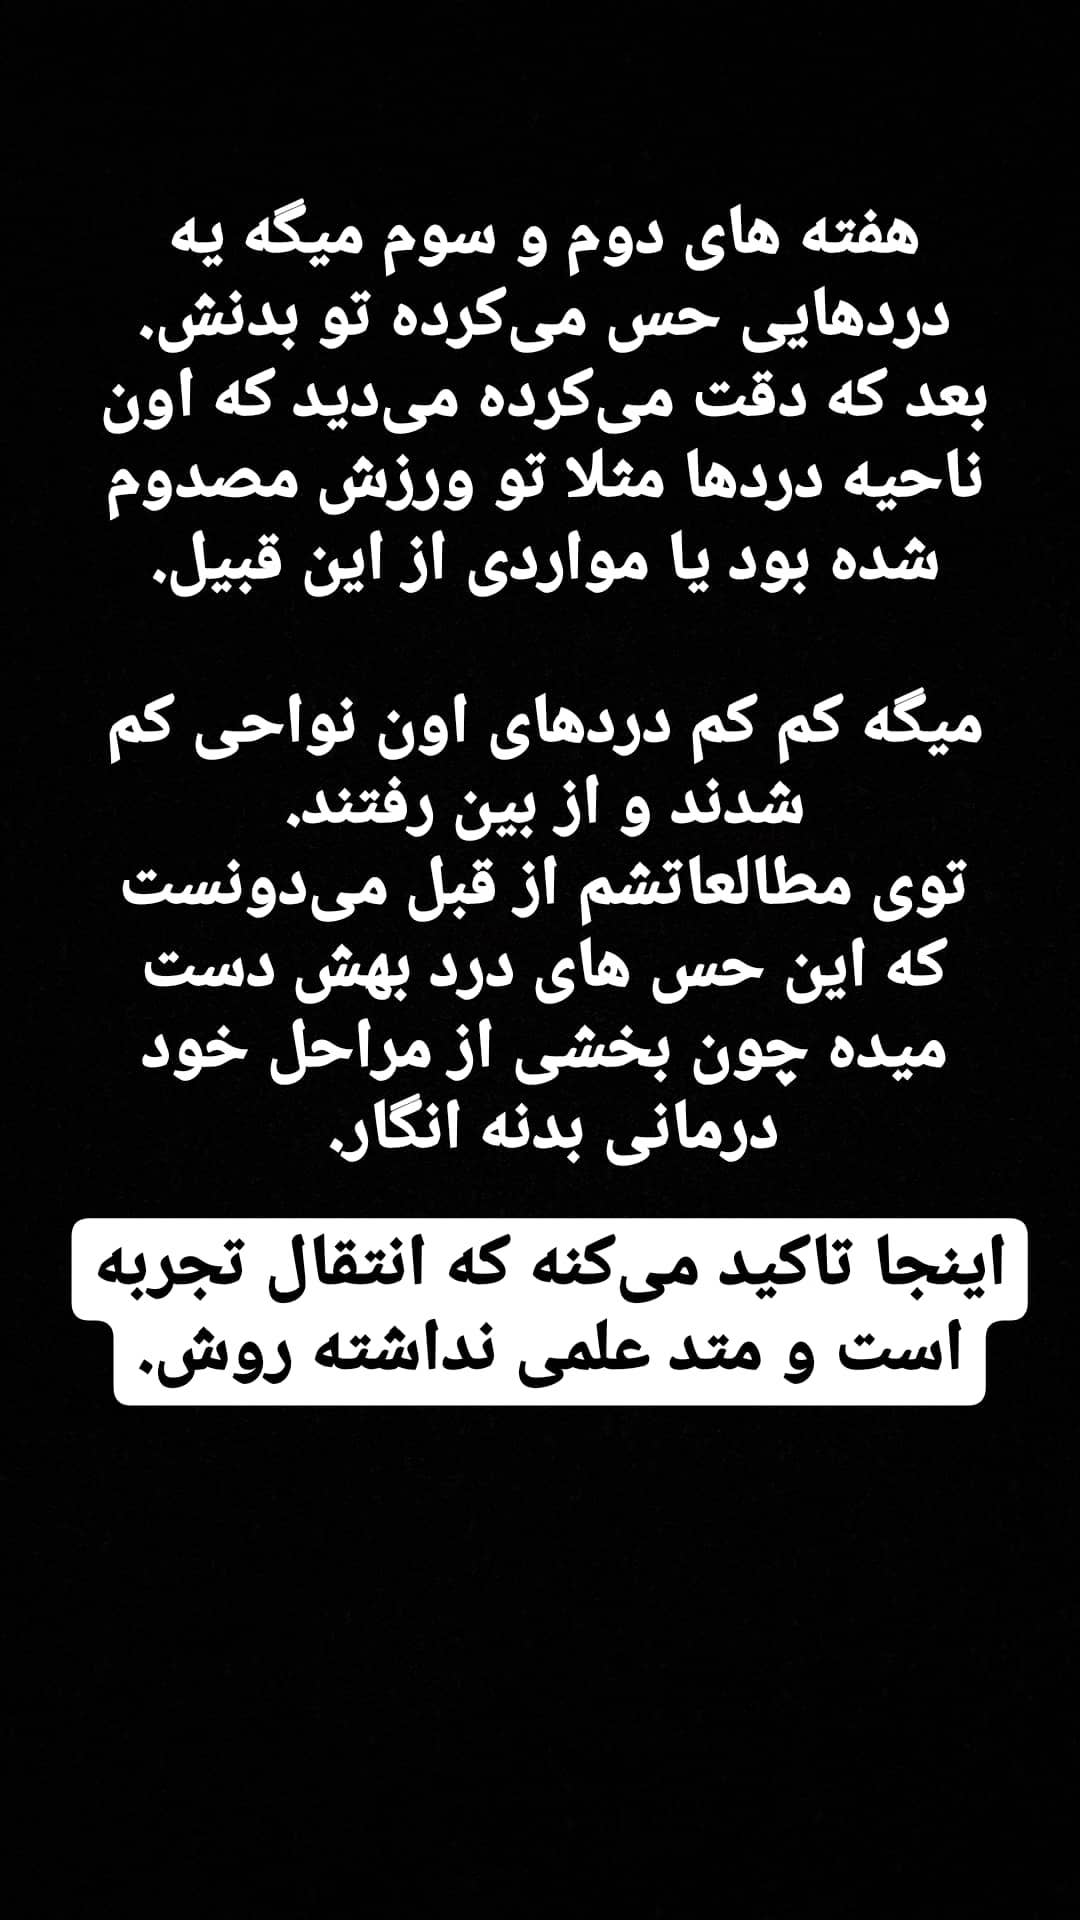 هفته های دوم و سوم میگه یه
دردهایی حس می‌کرده تو بدنش.
بعد که دقت می‌کرده می‌دید که اون
ناحیه دردها مثلا تو ورزش مصدوم
شده بود یا مواردی از این قبیل.
میگه کم کم دردهای اون نواحی کم
شدند و از بین رفتند.
توی مطالعاتشم از قبل می‌دونست
که این حس های درد بهش دست
میده چون بخشی از مراحل خود
درمانی بدنه انگار.
اینجا تاکید می‌کنه که انتقال تجربه
است و متد علمی نداشته روش.